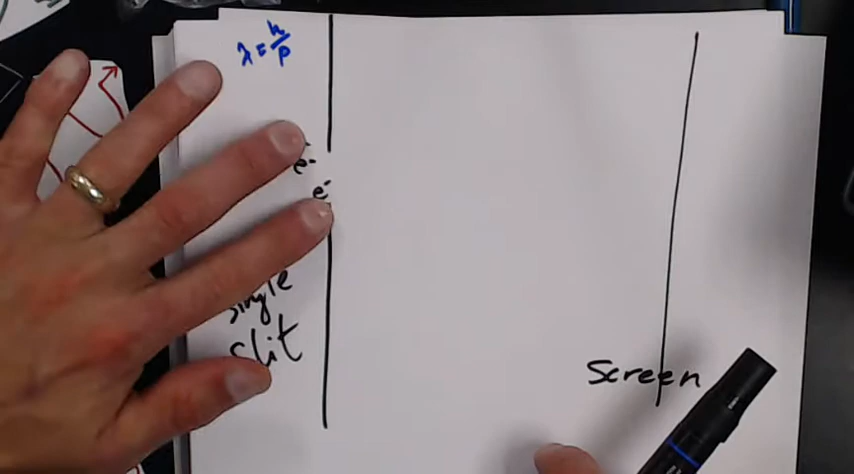 λ = h/p
e-
e-
single
slit
Screen